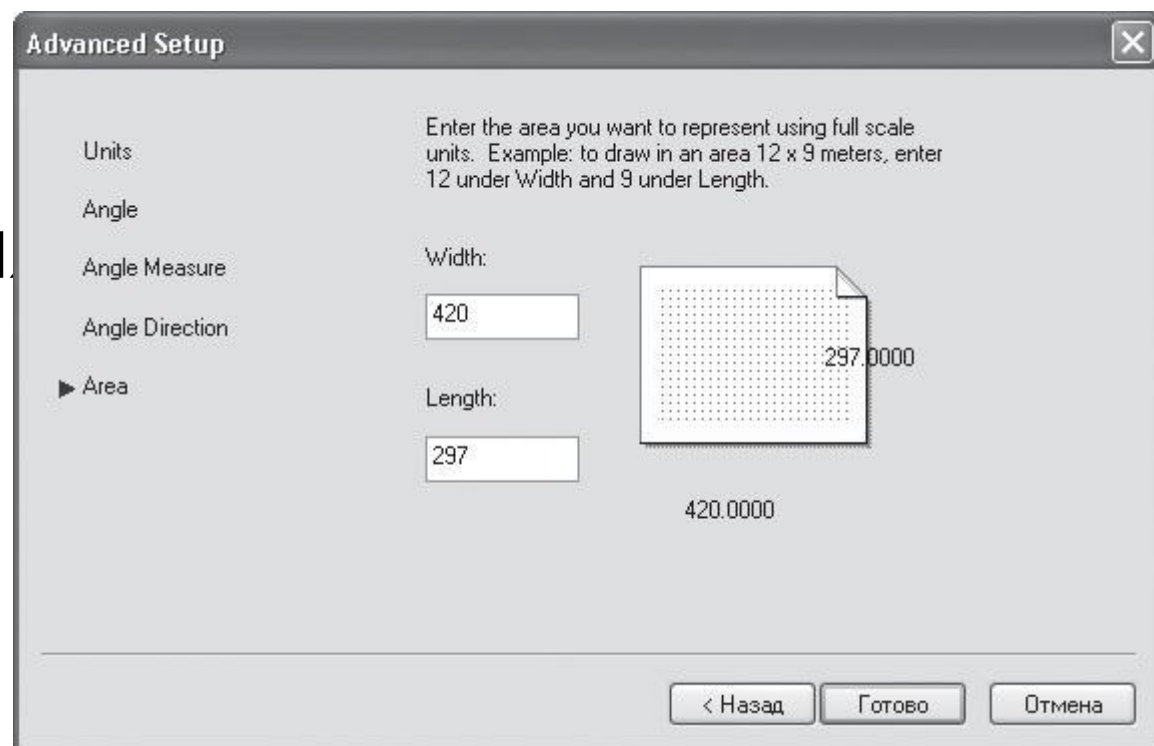 Advanced Setup
Units
Angle
Angle Measure
Angle Direction
Area
Enter the area you want to represent using full scale
units. Example: to draw in an area 12 x 9 meters, enter
12 under Width and 9 under Length.
Width:
420
Length:
297
297.0000
420.0000
< Назад
Готово
Отмена